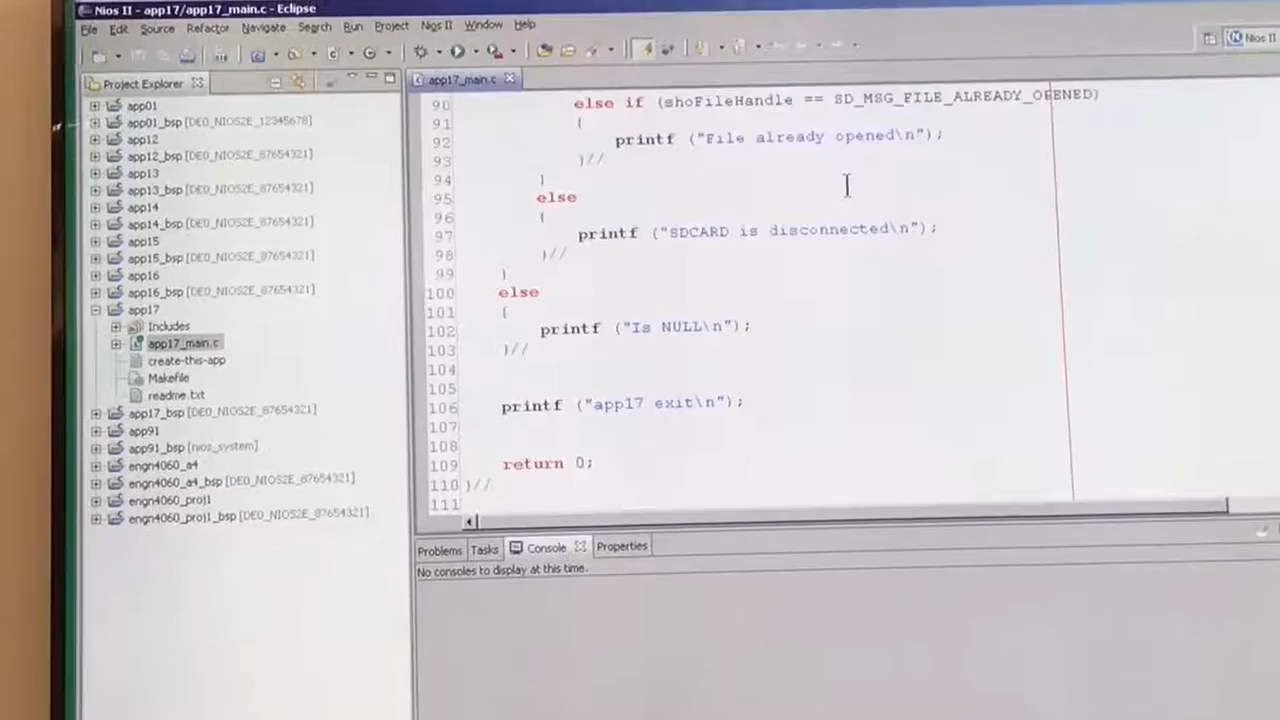 Nios II - app17/app17_main.c - Eclipse
File Edit Source Refactor Navigate Search Run Project Nios II Window Help
Nios II
Project Explorer
app01
app01_bsp [DE0_NIOS2E_12345678]
app12
app12_bsp [DE0_NIOS2E_87654321]
app13
app13_bsp [DE0_NIOS2E_87654321]
app14
app14_bsp [DE0_NIOS2E_87654321]
app15
app15_bsp [DE0_NIOS2E_87654321]
app16
app16_bsp [DE0_NIOS2E_87654321]
app17
Includes
app17_main.c
create-this-app
Makefile
readme.txt
app17_bsp [DE0_NIOS2E_87654321]
app91
app91_bsp [nios_system]
engn4060_a4
engn4060_a4_bsp [DE0_NIOS2E_87654321]
engn4060_proj1
engn4060_proj1_bsp [DE0_NIOS2E_87654321]
app17_main.c
90 else if (shoFileHandle == SD_MSG_FILE_ALREADY_OPENED)
91 {
92 printf ("File already opened\n");
93 }//
94 }
95 else
96 {
97 printf ("SDCARD is disconnected\n");
98 }//
99 }
100 else
101 {
102 printf ("Is NULL\n");
103 }//
104
105
106 printf ("app17 exit\n");
107
108
109 return 0;
110 }//
111
Problems Tasks Console Properties
No consoles to display at this time.